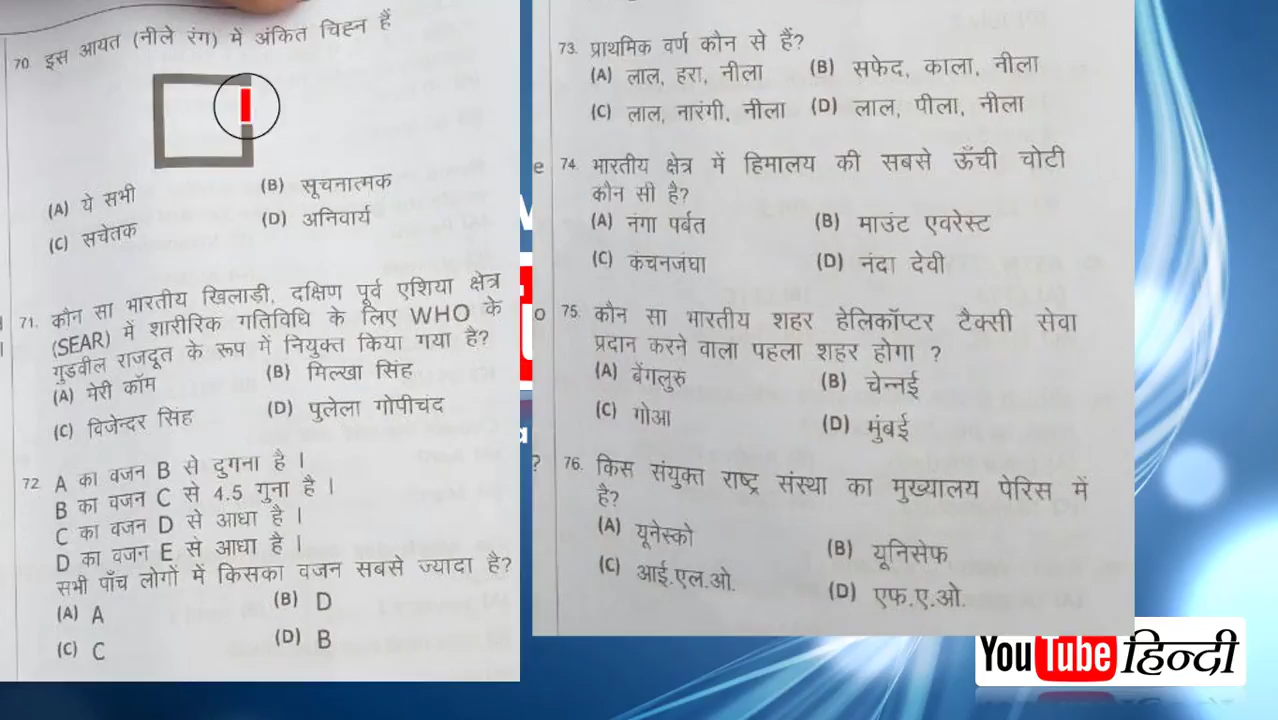 70. इस आयत (नीले रंग) में अंकित चिह्न हैं
(A) ये सभी
(B) सूचनात्मक
(C) सचेतक
(D) अनिवार्य
71. कौन सा भारतीय खिलाड़ी, दक्षिण पूर्व एशिया क्षेत्र
(SEAR) में शारीरिक गतिविधि के लिए WHO के
गुडवील राजदूत के रूप में नियुक्त किया गया है?
(A) मेरी कॉम
(B) मिल्खा सिंह
(C) विजेन्दर सिंह
(D) पुलेला गोपीचंद
72 A का वजन B से दुगना है ।
B का वजन C से 4.5 गुना है ।
C का वजन D से आधा है ।
D का वजन E से आधा है ।
सभी पाँच लोगों में किसका वजन सबसे ज्यादा है?
(A) A
(B) D
(C) C
(D) B
73. प्राथमिक वर्ण कौन से हैं?
(A) लाल, हरा, नीला
(B) सफेद, काला, नीला
(C) लाल, नारंगी, नीला
(D) लाल, पीला, नीला
74. भारतीय क्षेत्र में हिमालय की सबसे ऊँची चोटी
कौन सी है?
(A) नंगा पर्बत
(B) माउंट एवरेस्ट
(C) कंचनजंघा
(D) नंदा देवी
75. कौन सा भारतीय शहर हेलिकॉप्टर टैक्सी सेवा
प्रदान करने वाला पहला शहर होगा ?
(A) बेंगलुरु
(B) चेन्नई
(C) गोआ
(D) मुंबई
76. किस संयुक्त राष्ट्र संस्था का मुख्यालय पेरिस में
है?
(A) यूनेस्को
(B) यूनिसेफ
(C) आई.एल.ओ.
(D) एफ.ए.ओ.
YouTube हिन्दी